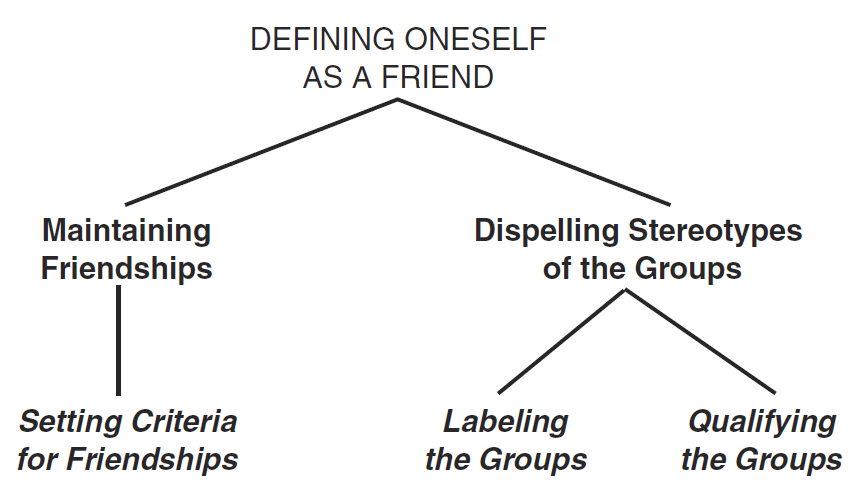 DEFINING ONESELF
AS A FRIEND
Maintaining
Friendships
Dispelling Stereotypes
of the Groups
Setting Criteria
for Friendships
Labeling
the Groups
Qualifying
the Groups